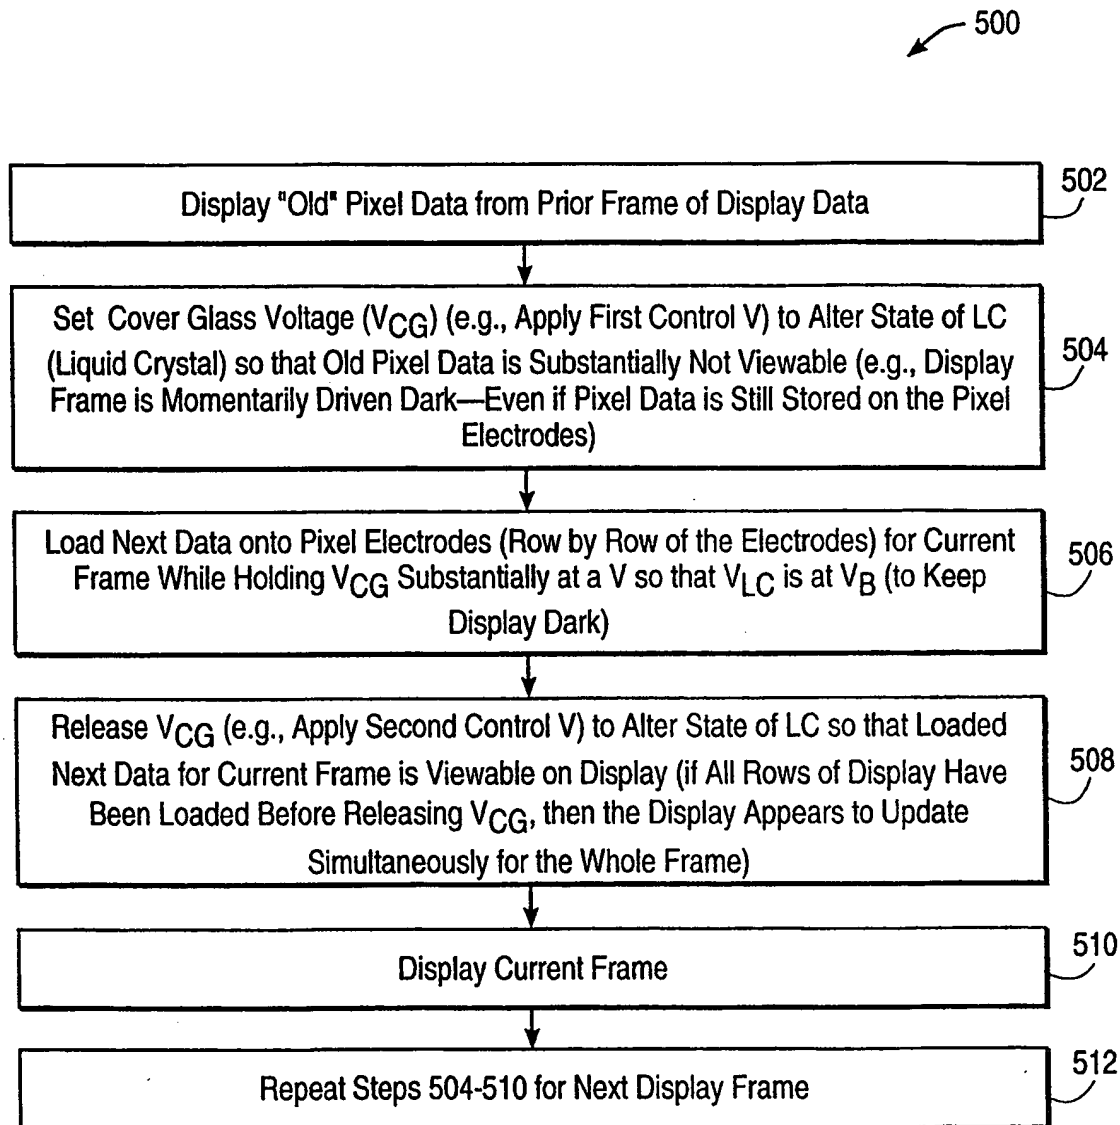 500
Display "Old" Pixel Data from Prior Frame of Display Data
502
Set Cover Glass Voltage (VCG) (e.g., Apply First Control V) to Alter State of LC
(Liquid Crystal) so that Old Pixel Data is Substantially Not Viewable (e.g., Display
Frame is Momentarily Driven Dark—Even if Pixel Data is Still Stored on the Pixel
Electrodes)
504
Load Next Data onto Pixel Electrodes (Row by Row of the Electrodes) for Current
Frame While Holding VCG Substantially at a V so that VLC is at VB (to Keep
Display Dark)
506
Release VCG (e.g., Apply Second Control V) to Alter State of LC so that Loaded
Next Data for Current Frame is Viewable on Display (if All Rows of Display Have
Been Loaded Before Releasing VCG, then the Display Appears to Update
Simultaneously for the Whole Frame)
508
Display Current Frame
510
Repeat Steps 504-510 for Next Display Frame
512